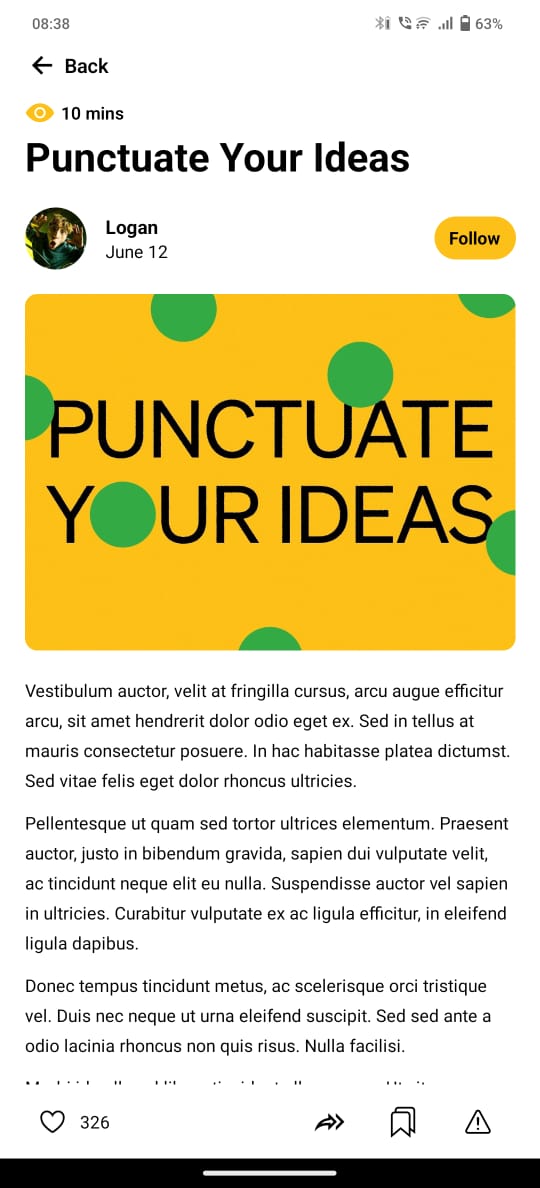 08:38
63%
Back
10 mins
Punctuate Your Ideas
Logan
June 12
Follow
PUNCTUATE
YOUR IDEAS
Vestibulum auctor, velit at fringilla cursus, arcu augue efficitur
arcu, sit amet hendrerit dolor odio eget ex. Sed in tellus at
mauris consectetur posuere. In hac habitasse platea dictumst.
Sed vitae felis eget dolor rhoncus ultricies.
Pellentesque ut quam sed tortor ultrices elementum. Praesent
auctor, justo in bibendum gravida, sapien dui vulputate velit,
ac tincidunt neque elit eu nulla. Suspendisse auctor vel sapien
in ultricies. Curabitur vulputate ex ac ligula efficitur, in eleifend
ligula dapibus.
Donec tempus tincidunt metus, ac scelerisque orci tristique
vel. Duis nec neque ut urna eleifend suscipit. Sed sed ante a
odio lacinia rhoncus non quis risus. Nulla facilisi.
326